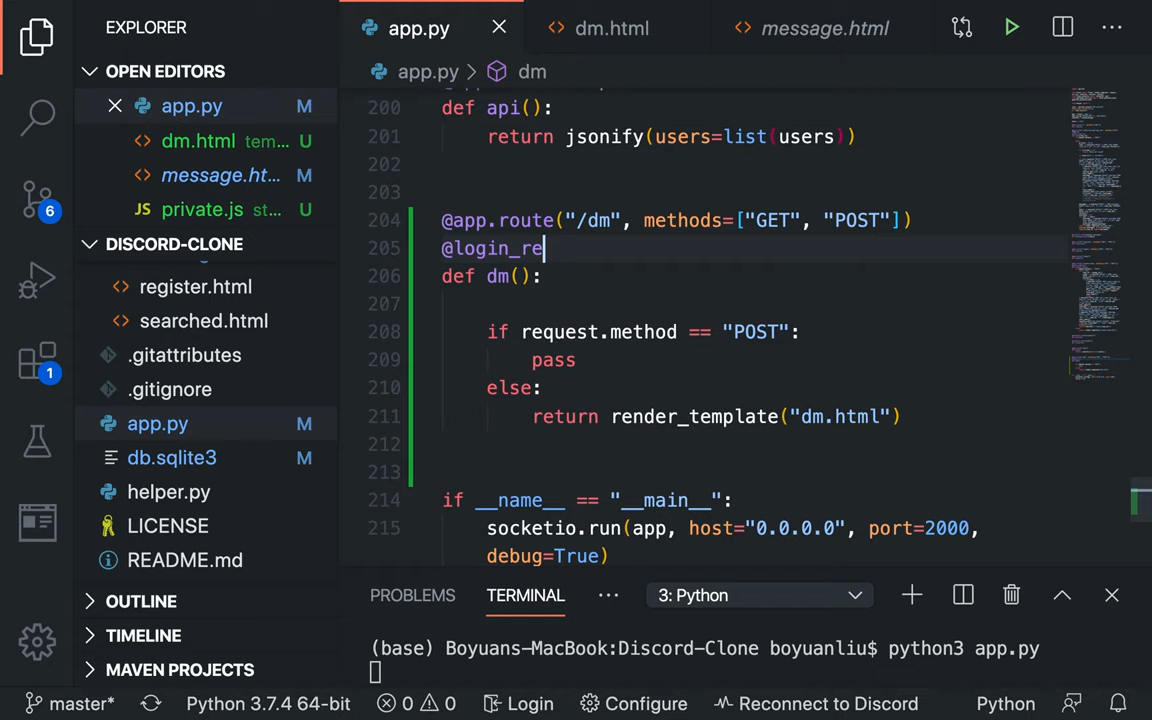 EXPLORER
OPEN EDITORS
app.py M
dm.html tem... U
message.ht... M
JS private.js st... U
DISCORD-CLONE
register.html
searched.html
.gitattributes
.gitignore
app.py M
db.sqlite3 M
helper.py
LICENSE
README.md
OUTLINE
TIMELINE
MAVEN PROJECTS
6
1
app.py
dm.html
message.html
app.py > dm
200 def api():
201 return jsonify(users=list(users))
202
203
204 @app.route("/dm", methods=["GET", "POST"])
205 @login_re
206 def dm():
207
208 if request.method == "POST":
209 pass
210 else:
211 return render_template("dm.html")
212
213
214 if __name__ == "__main__":
215 socketio.run(app, host="0.0.0.0", port=2000,
debug=True)
PROBLEMS TERMINAL ... 3: Python
(base) Boyuans-MacBook:Discord-Clone boyuanliu$ python3 app.py
master* Python 3.7.4 64-bit 0 0 Login Configure Reconnect to Discord Python